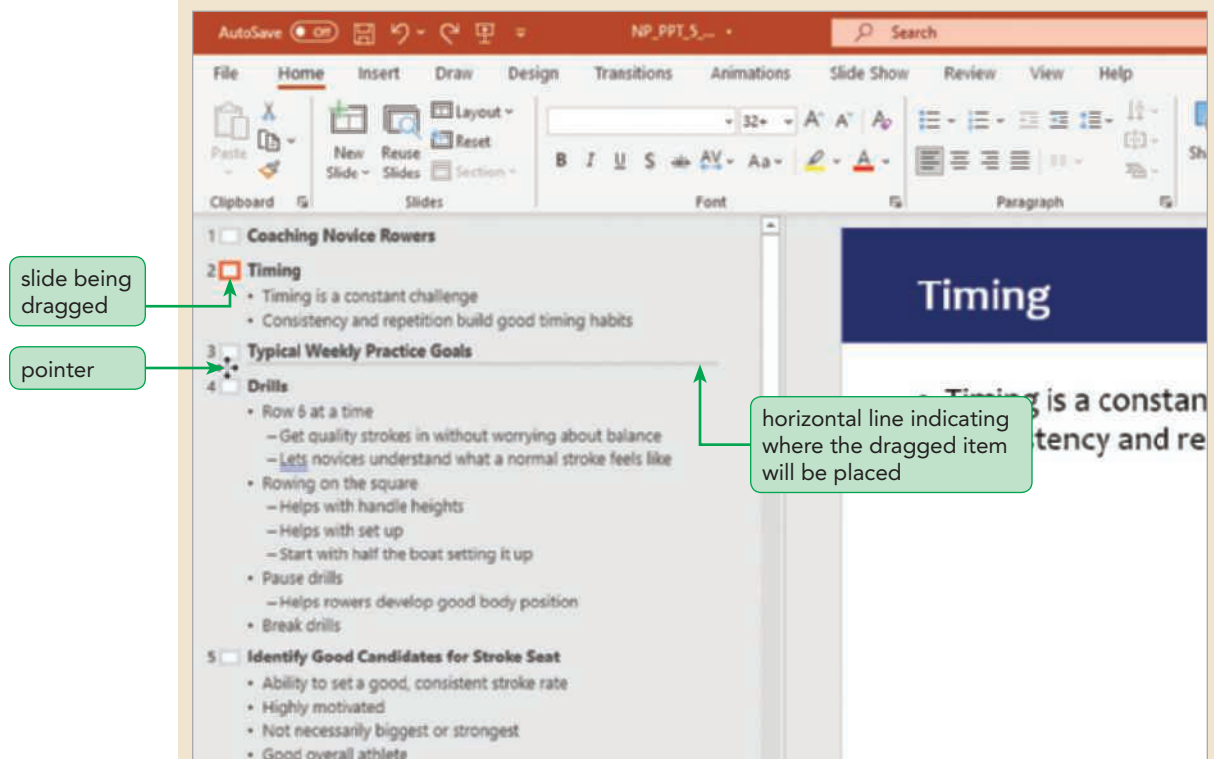 AutoSave Off NP_PPT_5_... Search
File Home Insert Draw Design Transitions Animations Slide Show Review View Help
Paste
New Slide
Reuse Slides
Layout
Reset
Section
32+
B I U S AV Aa A
A A A
Sh
Clipboard Slides Font Paragraph
1 Coaching Novice Rowers
2 Timing
• Timing is a constant challenge
• Consistency and repetition build good timing habits
3 Typical Weekly Practice Goals
4 Drills
• Row 6 at a time
– Get quality strokes in without worrying about balance
– Lets novices understand what a normal stroke feels like
• Rowing on the square
– Helps with handle heights
– Helps with set up
– Start with half the boat setting it up
• Pause drills
– Helps rowers develop good body position
• Break drills
5 Identify Good Candidates for Stroke Seat
• Ability to set a good, consistent stroke rate
• Highly motivated
• Not necessarily biggest or strongest
• Good overall athlete
slide being
dragged
pointer
horizontal line indicating
where the dragged item
will be placed
Timing
Timing is a constan
stency and re